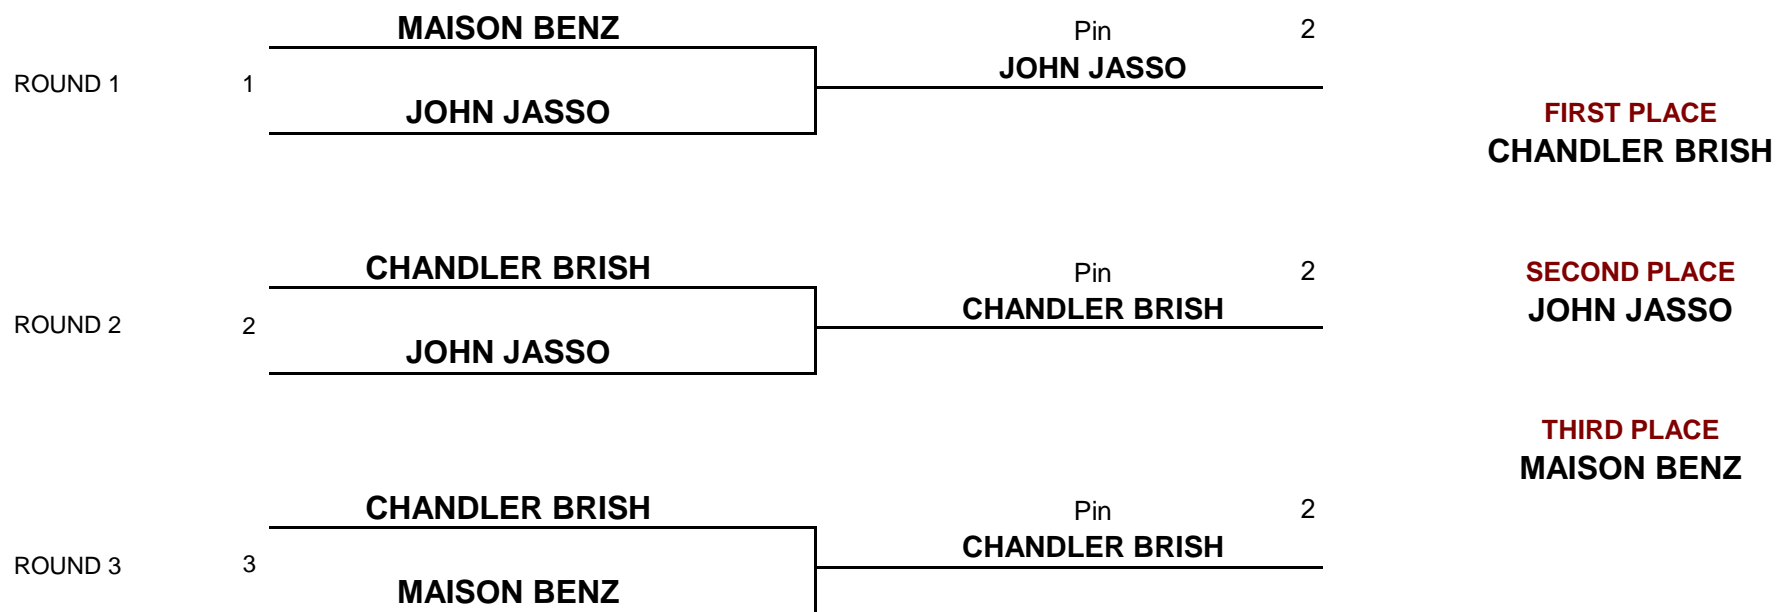 MAISON BENZ
Pin 2
ROUND 1 1 JOHN JASSO
JOHN JASSO
FIRST PLACE
CHANDLER BRISH
CHANDLER BRISH
Pin 2
SECOND PLACE
ROUND 2 2 CHANDLER BRISH
JOHN JASSO
JOHN JASSO
THIRD PLACE
MAISON BENZ
CHANDLER BRISH
Pin 2
ROUND 3 3 CHANDLER BRISH
MAISON BENZ